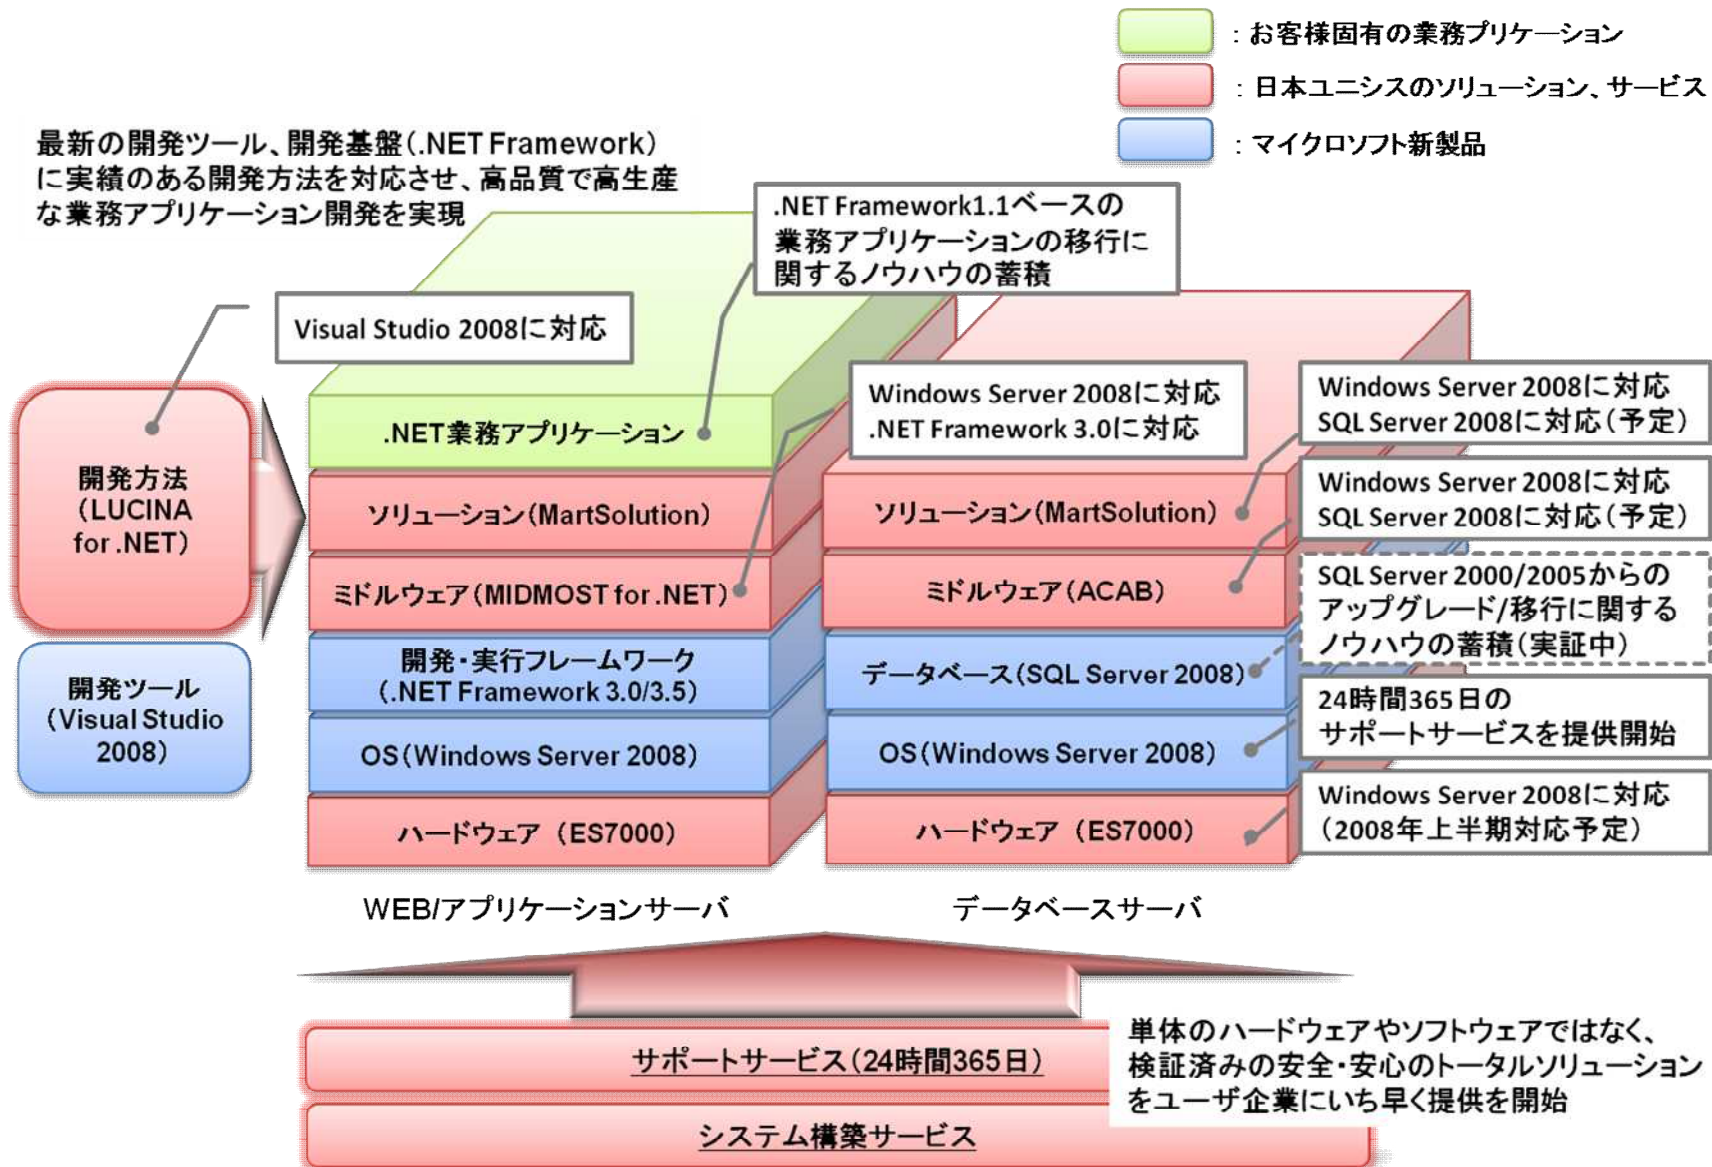 ：お客様固有の業務プリケーション
：日本ユニシスのソリューション、サービス
：マイクロソフト新製品
最新の開発ツール、開発基盤（.NET Framework）
に実績のある開発方法を対応させ、高品質で高生産
な業務アプリケーション開発を実現
.NET Framework1.1ベースの
業務アプリケーションの移行に
関するノウハウの蓄積
Visual Studio 2008に対応
Windows Server 2008に対応
.NET Framework 3.0に対応
Windows Server 2008に対応
SQL Server 2008に対応（予定）
Windows Server 2008に対応
SQL Server 2008に対応（予定）
SQL Server 2000/2005からの
アップグレード/移行に関する
ノウハウの蓄積（実証中）
24時間365日の
サポートサービスを提供開始
Windows Server 2008に対応
（2008年上半期対応予定）
開発方法
（LUCINA
for .NET）
開発ツール
（Visual Studio
2008）
.NET業務アプリケーション
ソリューション（MartSolution）
ミドルウェア（MIDMOST for .NET）
開発・実行フレームワーク
（.NET Framework 3.0/3.5）
OS（Windows Server 2008）
ハードウェア （ES7000）
ソリューション（MartSolution）
ミドルウェア（ACAB）
データベース（SQL Server 2008）
OS（Windows Server 2008）
ハードウェア （ES7000）
WEB/アプリケーションサーバ
データベースサーバ
サポートサービス（24時間365日）
システム構築サービス
単体のハードウェアやソフトウェアではなく、
検証済みの安全・安心のトータルソリューション
をユーザ企業にいち早く提供を開始